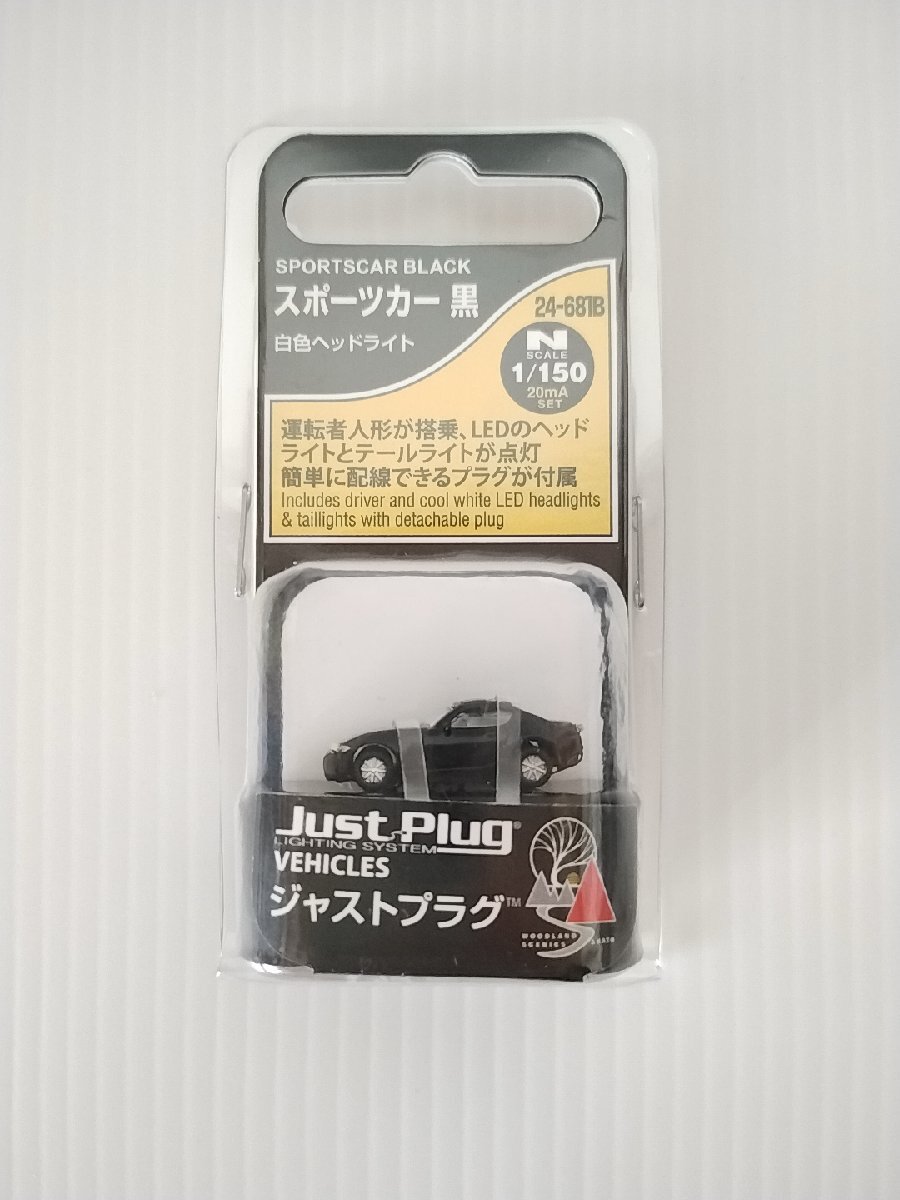 SPORTSCAR BLACK
スポーツカー 黒
24-681B
白色ヘッドライト
N
SCALE
1/150
20mA
SET
運転者人形が搭乗、LEDのヘッド
ライトとテールライトが点灯
簡単に配線できるプラグが付属
Includes driver and cool white LED headlights
& taillights with detachable plug
Just Plug®
LIGHTING SYSTEM
VEHICLES
ジャストプラグ™
WOODLAND
SCENICS
KATO